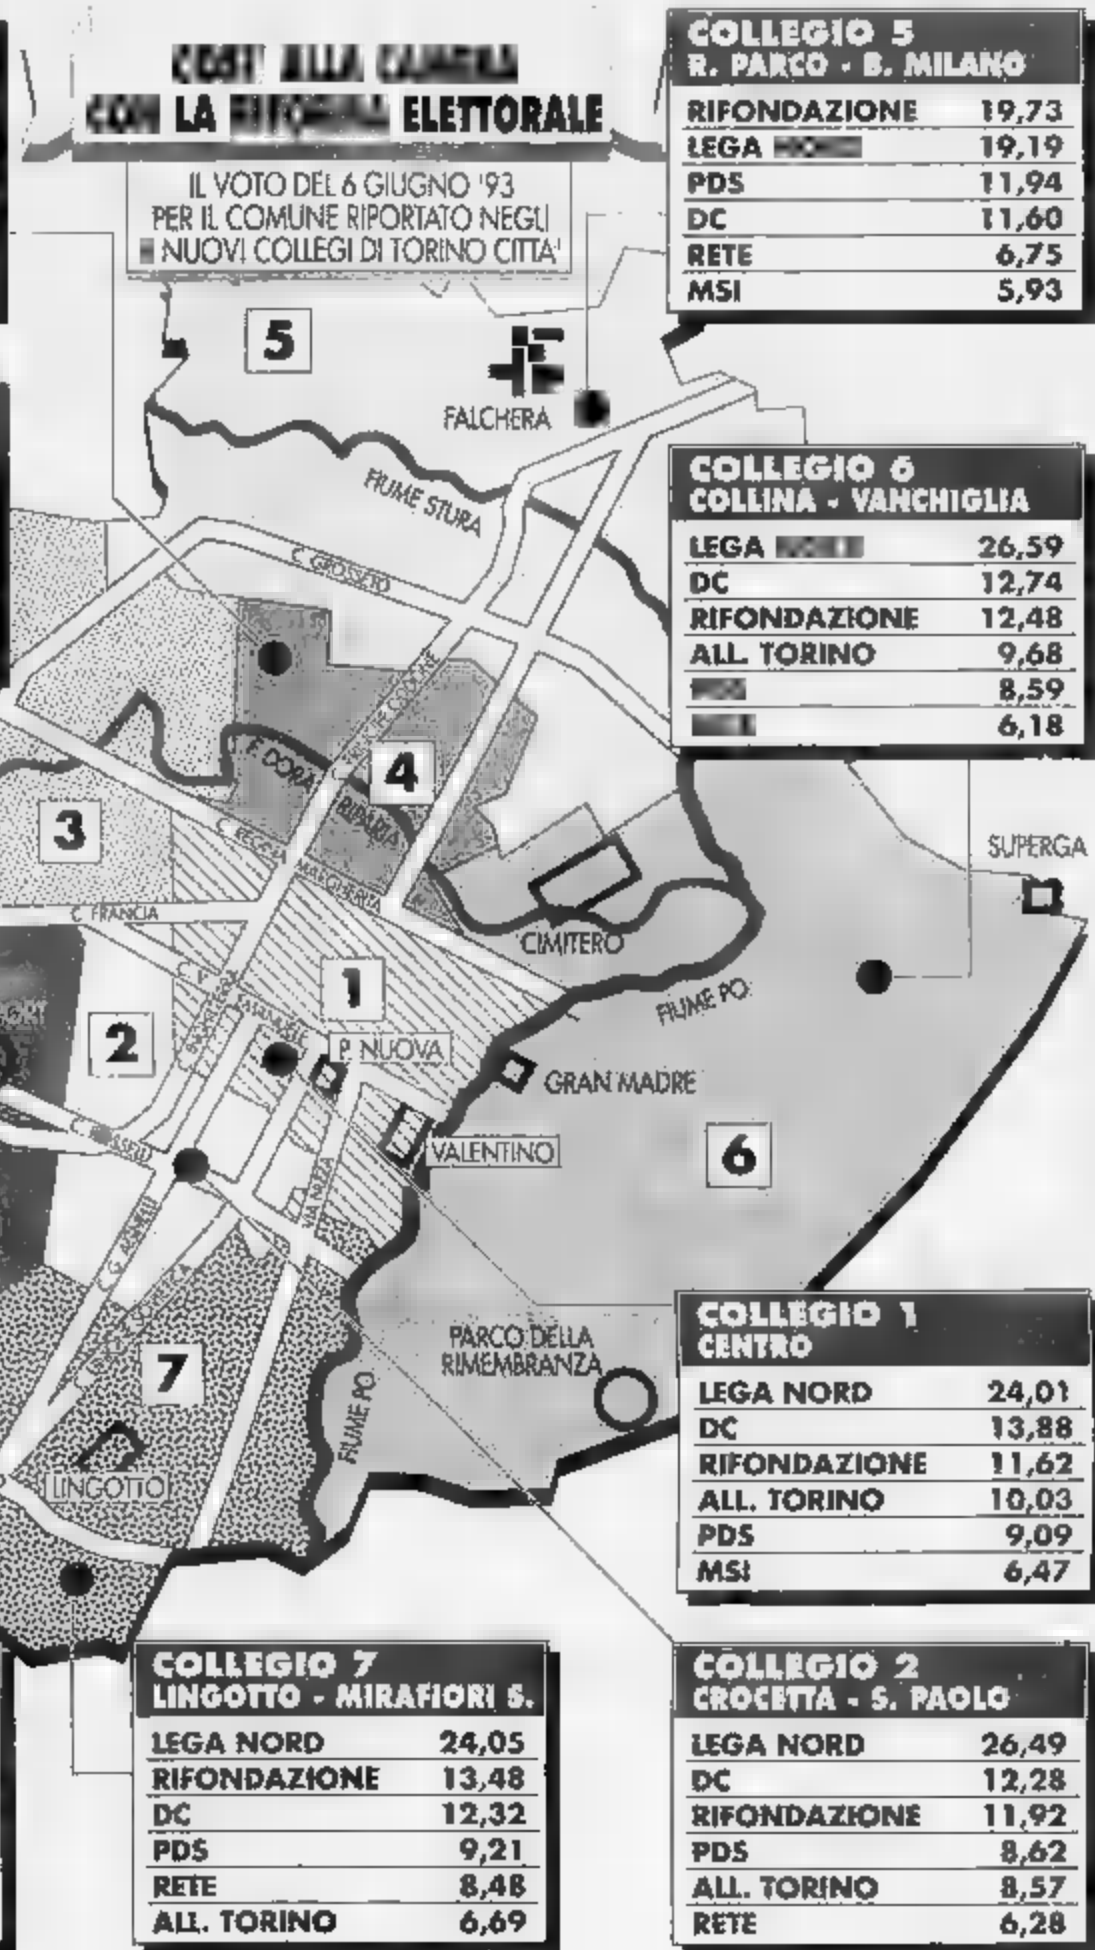 LA ELETTORALE
IL VOTO DEL 6 GIUGNO '93
PER IL COMUNE RIPORTATO NEGLI
NUOVI COLLEGI DI TORINO CITTA'
COLLEGIO 5
R. PARCO - B. MILANO
RIFONDAZIONE 19,73
LEGA 19,19
PDS 11,94
DC 11,60
RETE 6,75
MSI 5,93
5
FALCHERA
FIUME STURA
C. GROSSETO
COLLEGIO 6
COLLINA - VANCHIGLIA
LEGA 26,59
DC 12,74
RIFONDAZIONE 12,48
ALL. TORINO 9,68
8,59
6,18
4
F. DORA RIPARIA
3
C. REGINA MARGHERITA
SUPERGA
C. FRANCIA
CIMITERO
1
FIUME PO
2
P. NUOVA
GRAN MADRE
VALENTINO
6
VIA NIZZA
C. G. AGNELLI
7
LINGOTTO
FIUME PO
PARCO DELLA
RIMEMBRANZA
COLLEGIO 1
CENTRO
LEGA NORD 24,01
DC 13,88
RIFONDAZIONE 11,62
ALL. TORINO 10,03
PDS 9,09
MSI 6,47
COLLEGIO 7
LINGOTTO - MIRAFIORI S.
LEGA NORD 24,05
RIFONDAZIONE 13,48
DC 12,32
PDS 9,21
RETE 8,48
ALL. TORINO 6,69
COLLEGIO 2
CROCETTA - S. PAOLO
LEGA NORD 26,49
DC 12,28
RIFONDAZIONE 11,92
PDS 8,62
ALL. TORINO 8,57
RETE 6,28